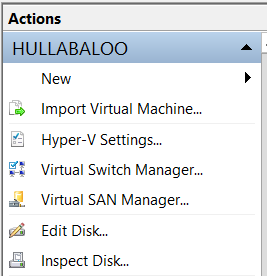 Actions
HULLABALOO
New
Import Virtual Machine...
Hyper-V Settings...
Virtual Switch Manager...
Virtual SAN Manager...
Edit Disk...
Inspect Disk...